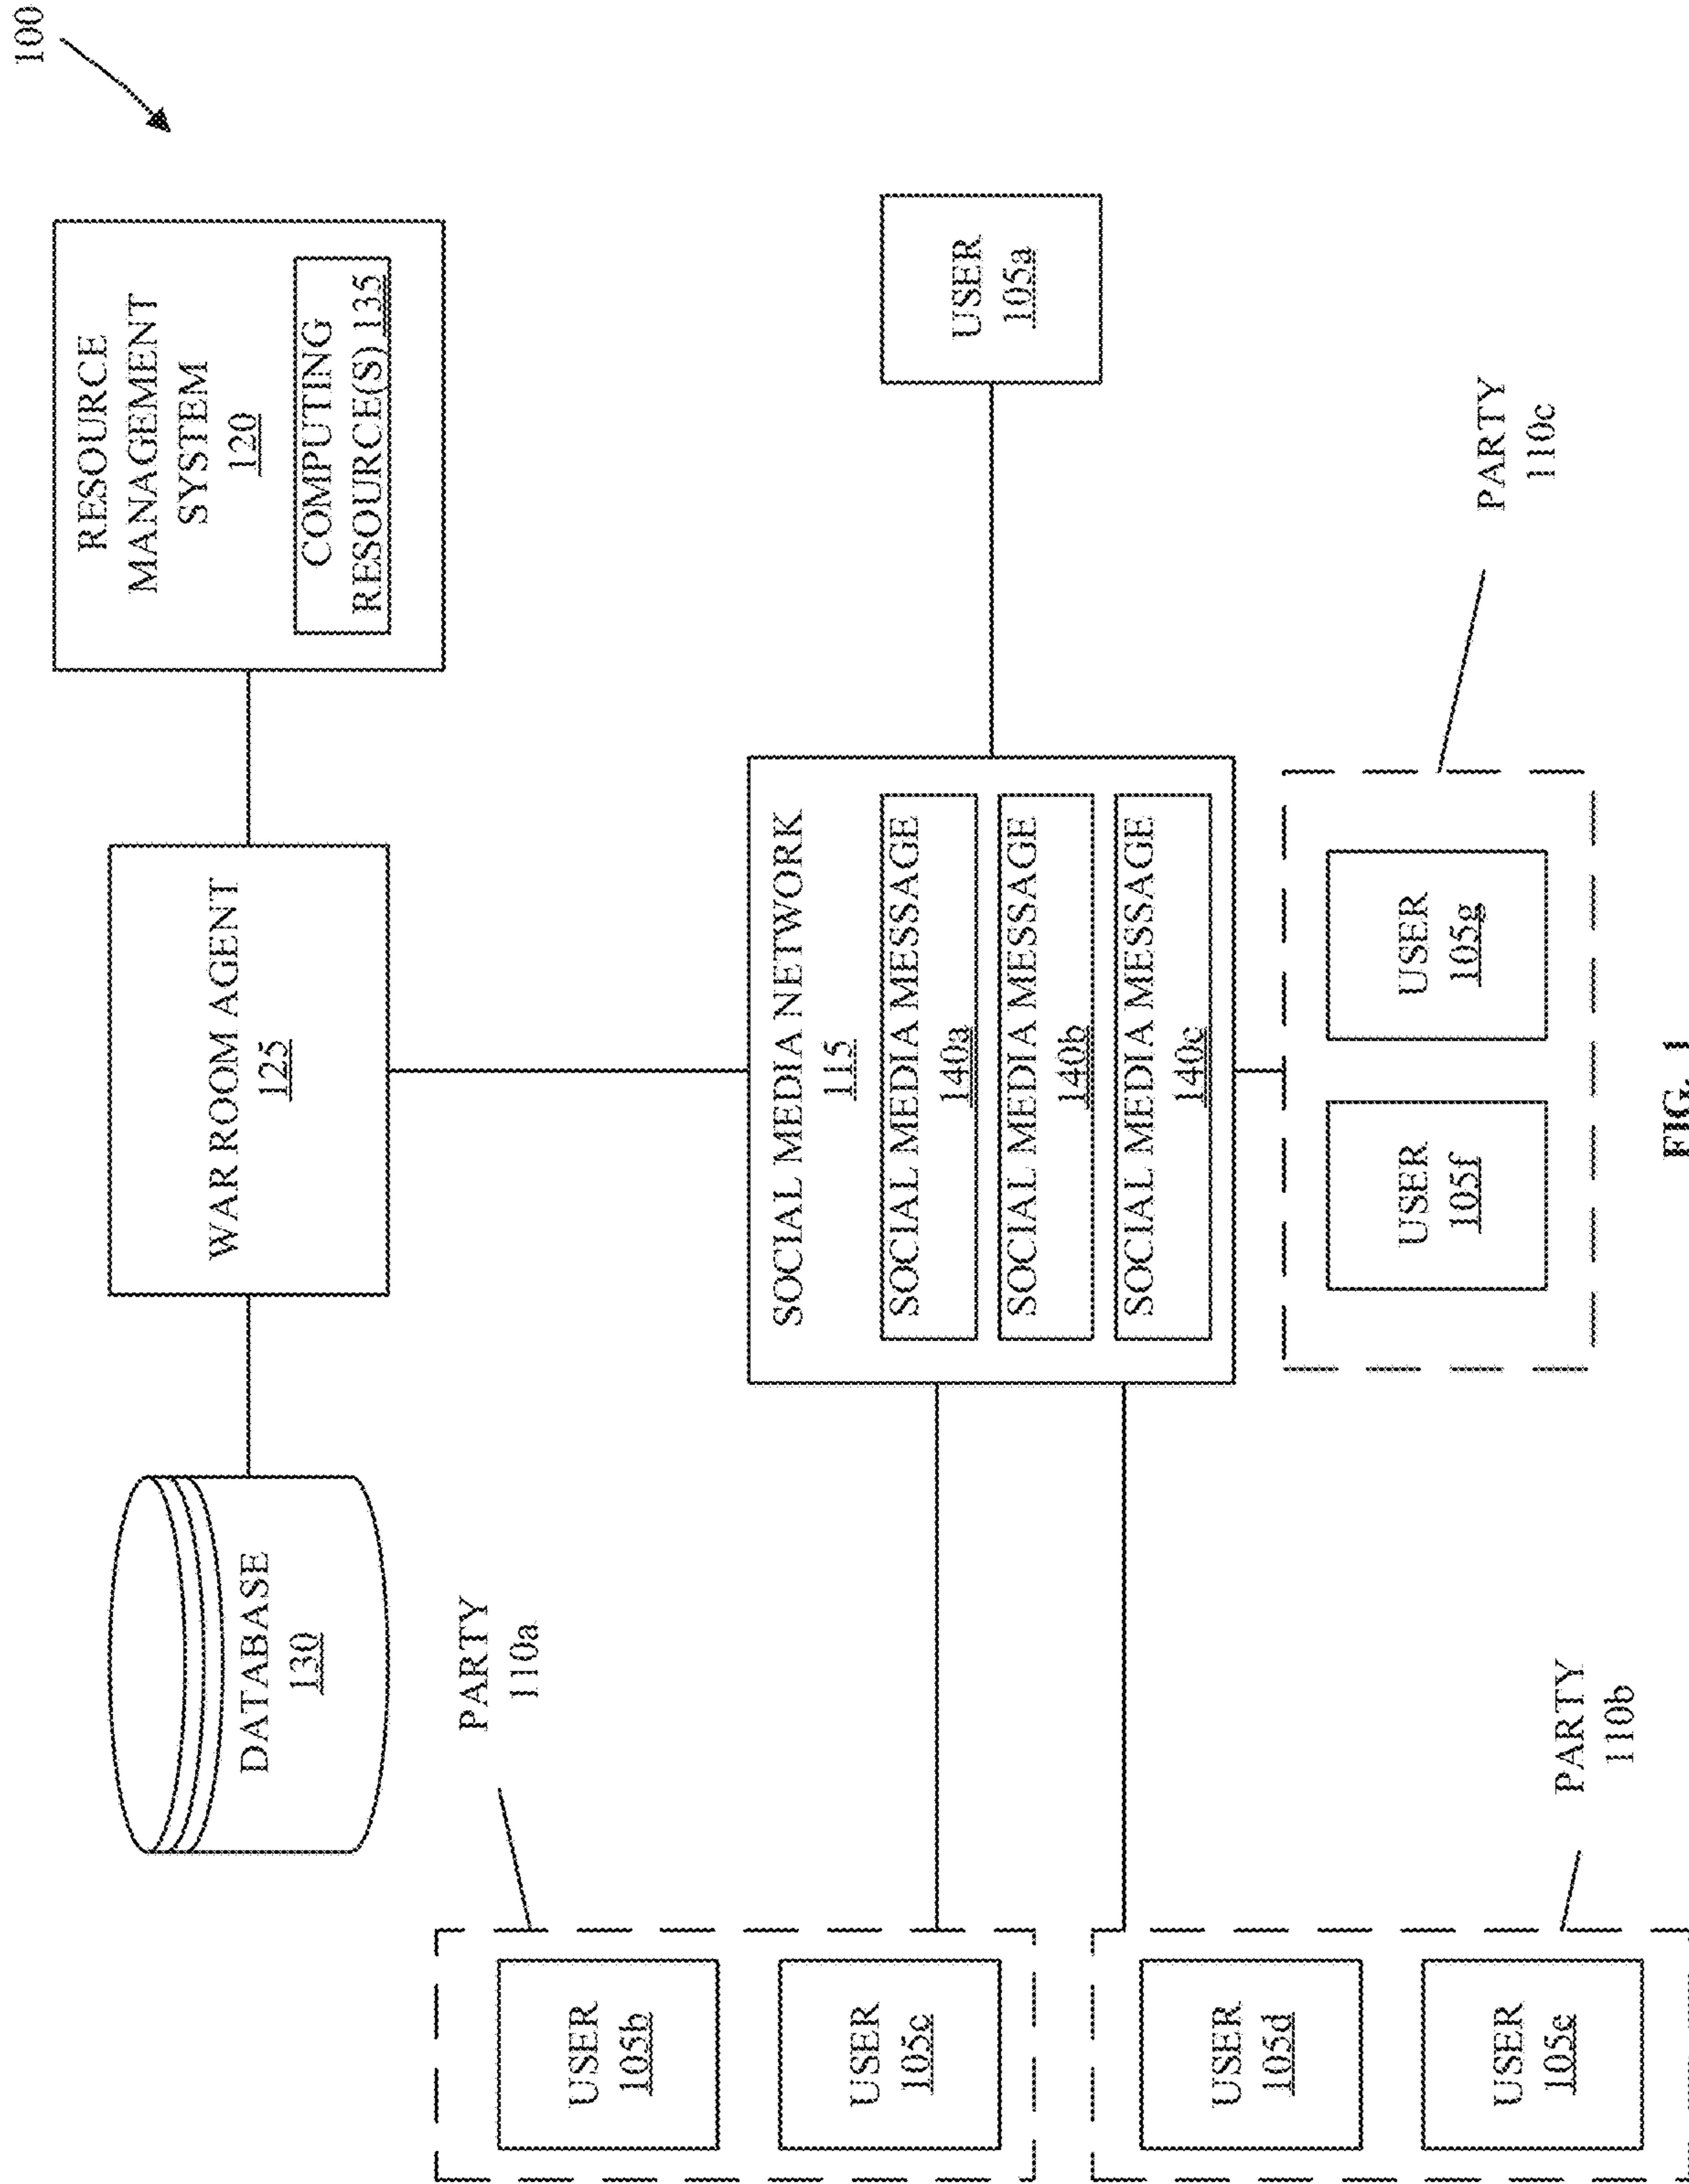 100
RESOURCE
MANAGEMENT
SYSTEM
120
COMPUTING
RESOURCE(S) 135
WAR ROOM AGENT
125
DATABASE
130
SOCIAL MEDIA NETWORK
115
SOCIAL MEDIA MESSAGE
140a
SOCIAL MEDIA MESSAGE
140b
SOCIAL MEDIA MESSAGE
140c
USER
105a
PARTY
110a
USER
105b
USER
105c
PARTY
110b
USER
105d
USER
105e
PARTY
110c
USER
105f
USER
105g
FIG. 1